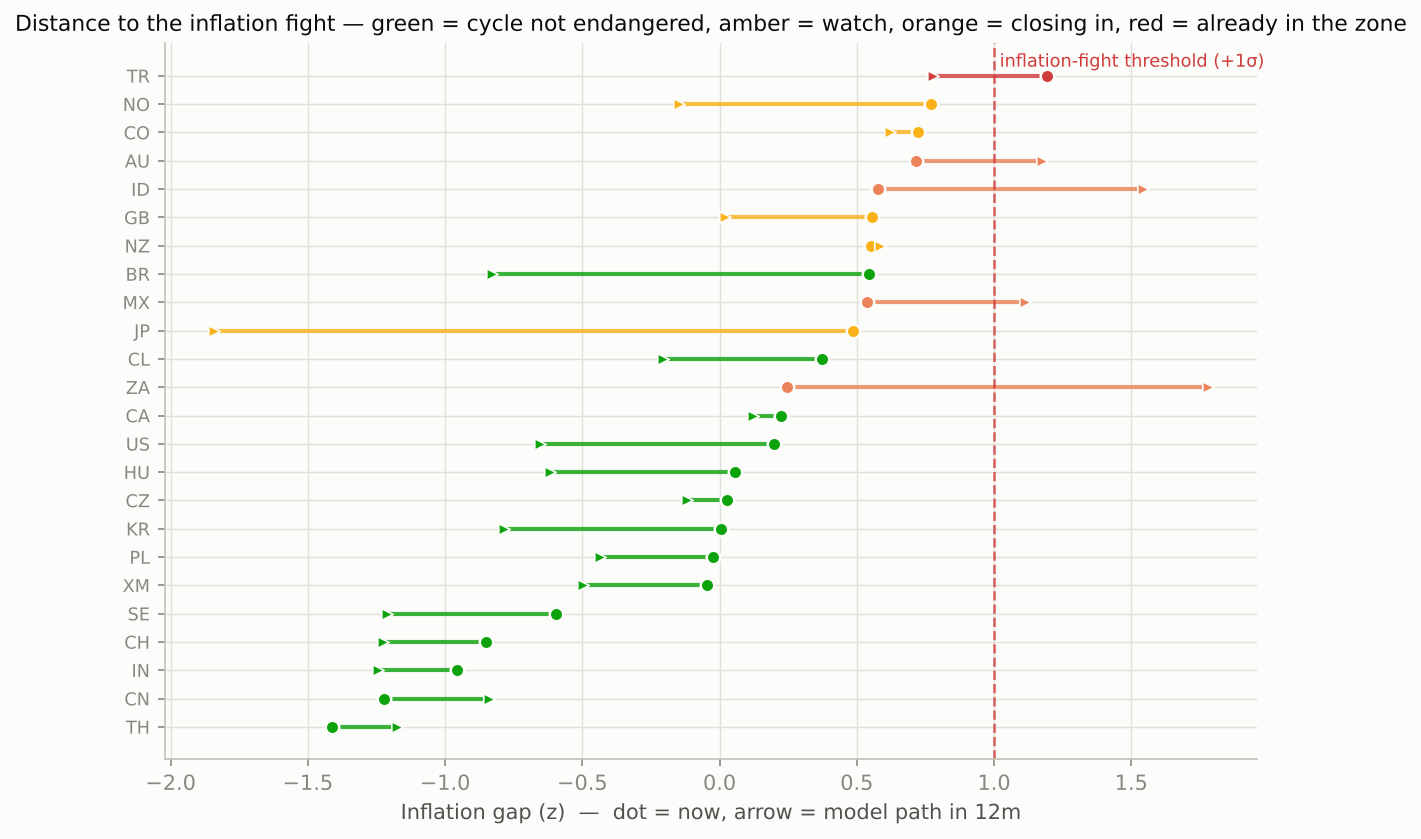 Distance to the inflation fight — green = cycle not endangered, amber = watch, orange = closing in, red = already in the zone
inflation-fight threshold (+1σ)
TR
NO
CO
AU
ID
GB
NZ
BR
MX
JP
CL
ZA
CA
US
HU
CZ
KR
PL
XM
SE
CH
IN
CN
TH
−2.0 −1.5 −1.0 −0.5 0.0 0.5 1.0 1.5
Inflation gap (z) — dot = now, arrow = model path in 12m